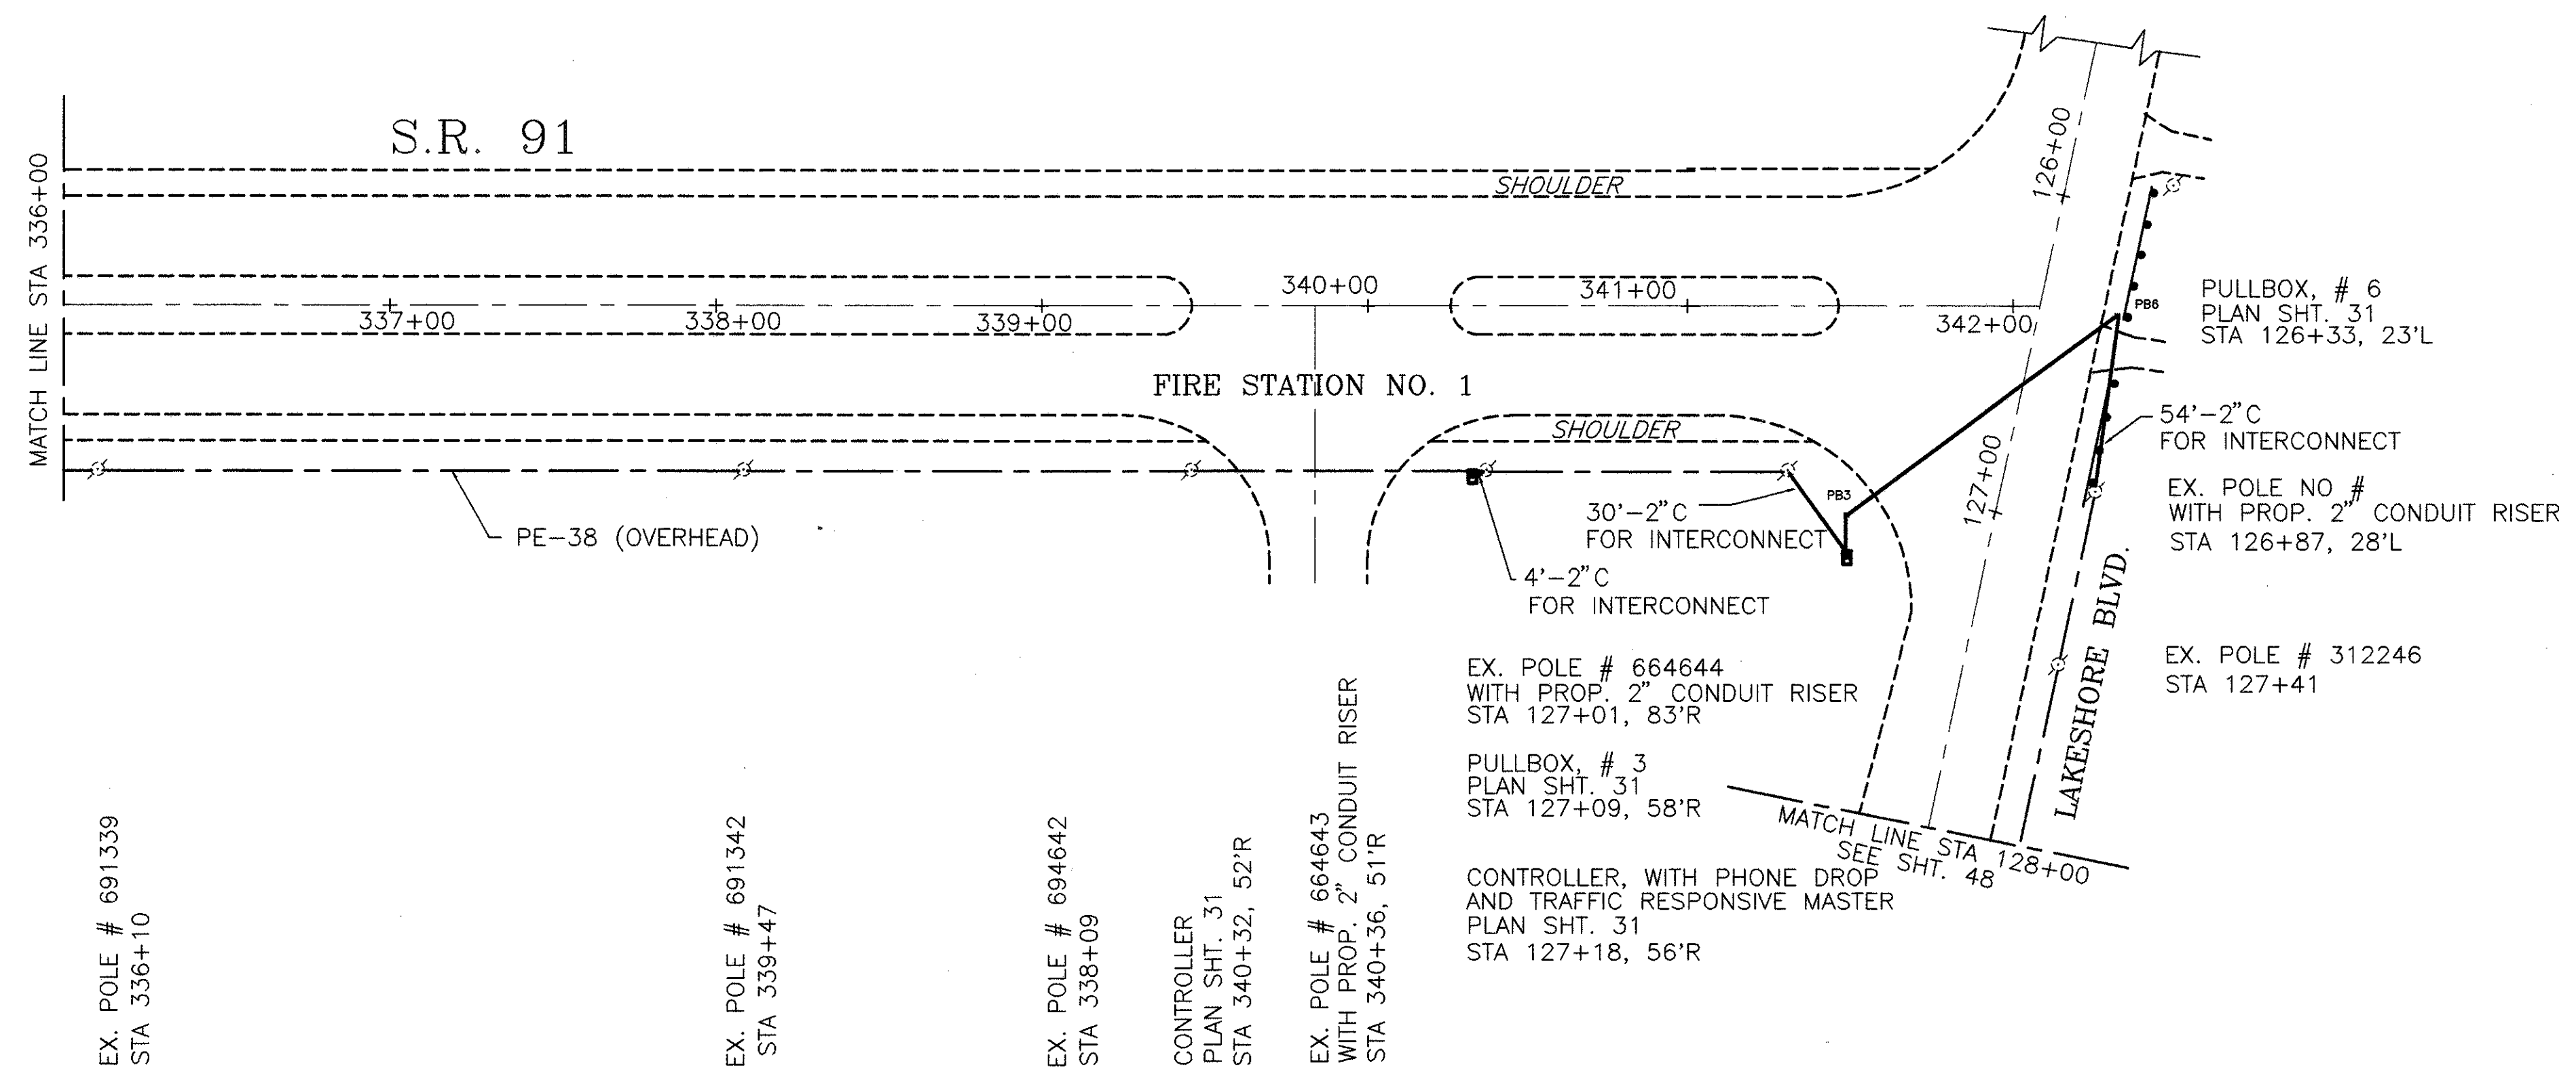 S.R. 91
MATCH LINE STA 336+00
SHOULDER
126+00
337+00
338+00
339+00
340+00
341+00
342+00
FIRE STATION NO. 1
SHOULDER
PB6
PULLBOX, # 6
PLAN SHT. 31
STA 126+33, 23'L
54'-2"C
FOR INTERCONNECT
EX. POLE NO #
WITH PROP. 2" CONDUIT RISER
STA 126+87, 28'L
PE-38 (OVERHEAD)
PB3
30'-2"C
FOR INTERCONNECT
4'-2"C
FOR INTERCONNECT
127+00
LAKESHORE BLVD.
EX. POLE # 312246
STA 127+41
EX. POLE # 664644
WITH PROP. 2" CONDUIT RISER
STA 127+01, 83'R
PULLBOX, # 3
PLAN SHT. 31
STA 127+09, 58'R
MATCH LINE STA 128+00
SEE SHT. 48
CONTROLLER, WITH PHONE DROP
AND TRAFFIC RESPONSIVE MASTER
PLAN SHT. 31
STA 127+18, 56'R
EX. POLE # 691339
STA 336+10
EX. POLE # 691342
STA 339+47
EX. POLE # 694642
STA 338+09
CONTROLLER
PLAN SHT. 31
STA 340+32, 52'R
EX. POLE # 664643
WITH PROP. 2" CONDUIT RISER
STA 340+36, 51'R